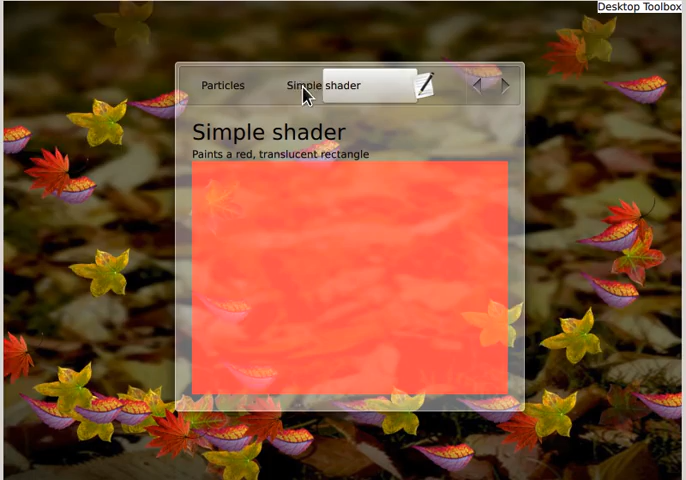 Desktop Toolbox
Particles
Simple shader
Simple shader
Paints a red, translucent rectangle